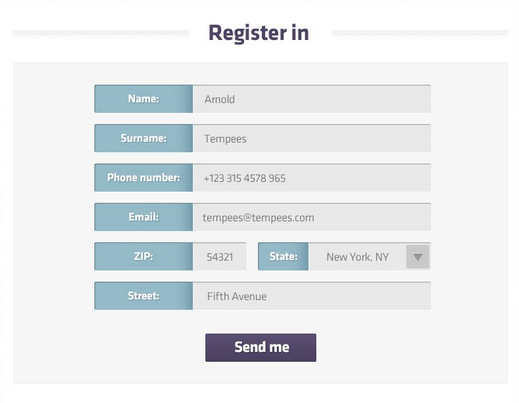 Register in
Name: Arnold
Surname: Tempees
Phone number: +123 315 4578 965
Email: tempees@tempees.com
ZIP: 54321 State: New York, NY
Street: Fifth Avenue
Send me